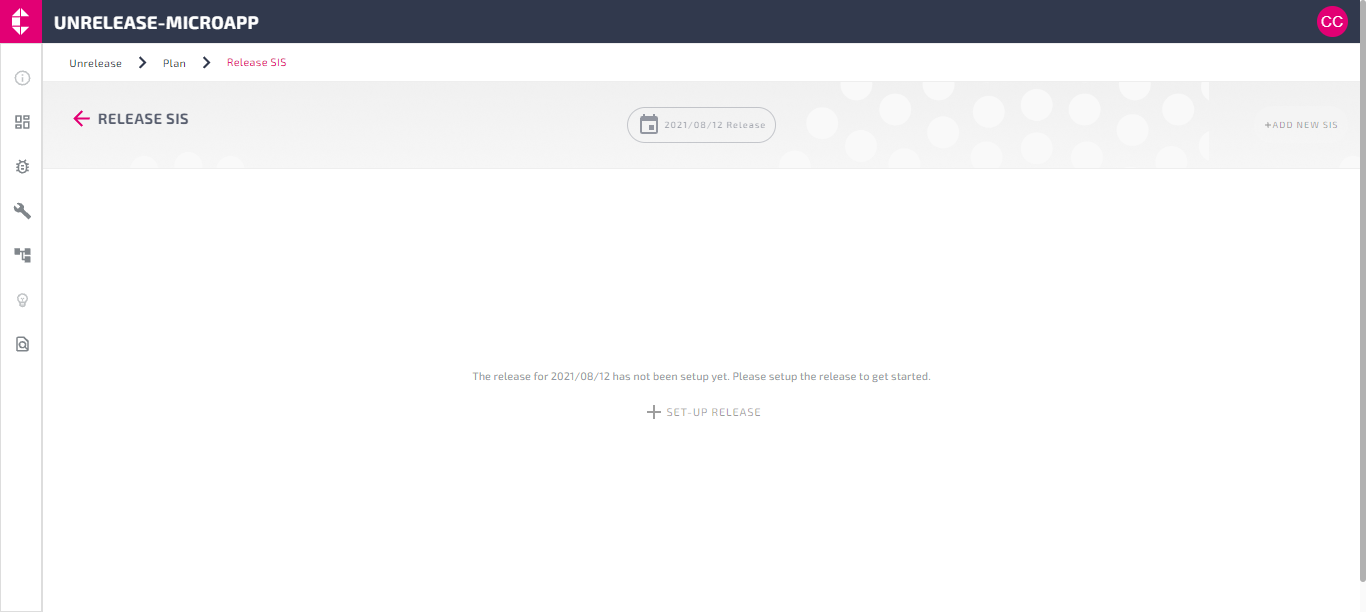 UNRELEASE-MICROAPP
CC
Unrelease Plan Release SIS
RELEASE SIS
2021/08/12 Release
+ADD NEW SIS
The release for 2021/08/12 has not been setup yet. Please setup the release to get started.
SET-UP RELEASE